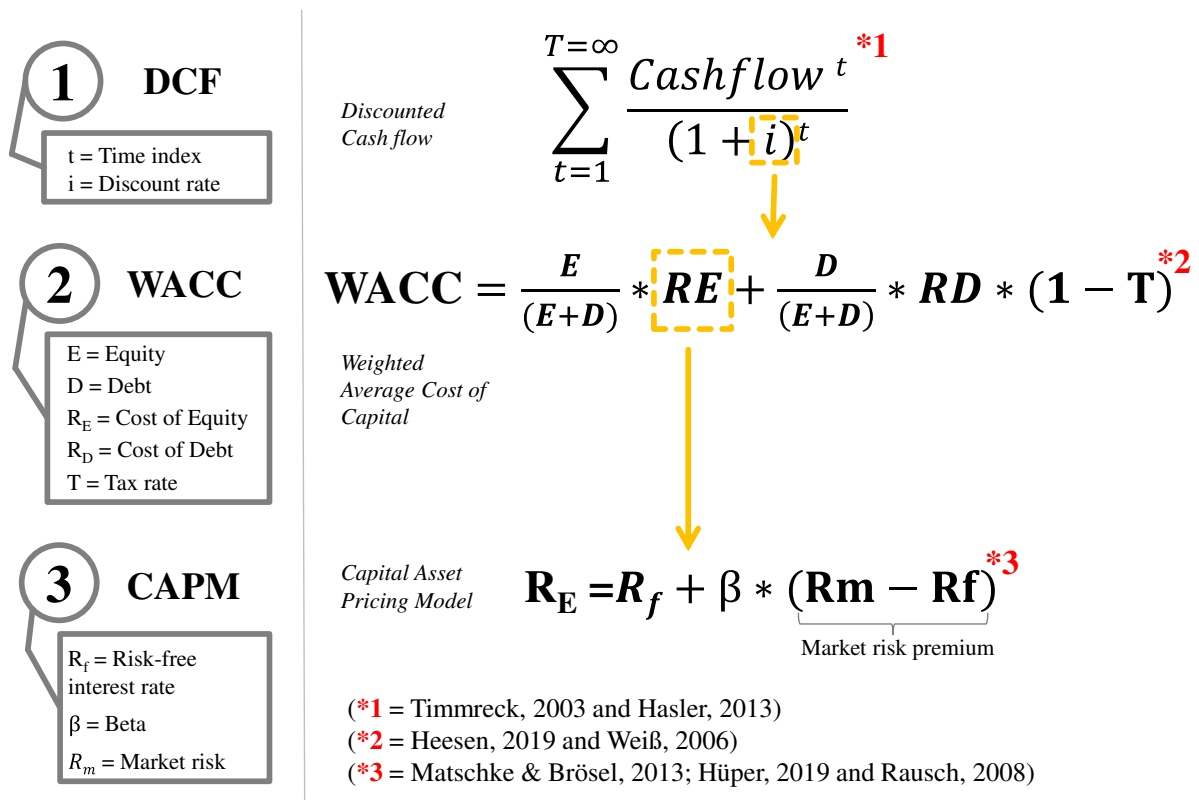 1 DCF
t = Time index
i = Discount rate
Discounted
Cash flow
T=∞
∑
t=1
Cashflow ᵗ *1
(1 + i)ᵗ
2 WACC
E = Equity
D = Debt
R_E = Cost of Equity
R_D = Cost of Debt
T = Tax rate
WACC = E/(E+D) * RE + D/(E+D) * RD * (1 − T) *2
Weighted
Average Cost of
Capital
3 CAPM
R_f = Risk-free
interest rate
β = Beta
R_m = Market risk
Capital Asset
Pricing Model
R_E =R_f + β * (Rm − Rf) *3
Market risk premium
(*1 = Timmreck, 2003 and Hasler, 2013)
(*2 = Heesen, 2019 and Weiß, 2006)
(*3 = Matschke & Brösel, 2013; Hüper, 2019 and Rausch, 2008)